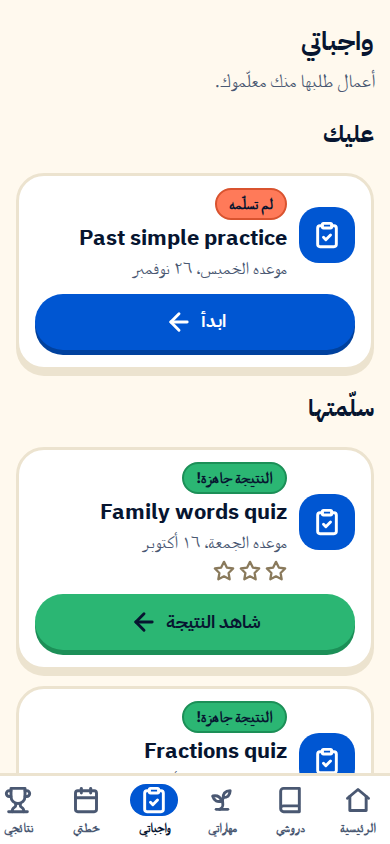 واجباتي
أعمال طلبها منك معلّموك.
عليك
لم تسلّمه
Past simple practice
موعده الخميس، ٢٦ نوفمبر
ابدأ
سلّمتها
النتيجة جاهزة!
Family words quiz
موعده الجمعة، ١٦ أكتوبر
شاهد النتيجة
النتيجة جاهزة!
Fractions quiz
الرئيسية
دروسي
مهاراتي
واجباتي
خطتي
نتائجي